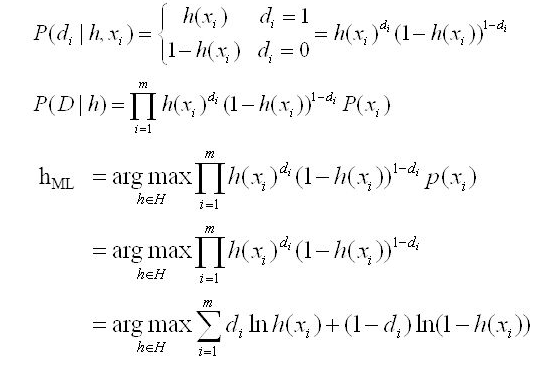 P(d_i | h, x_i) = { h(x_i) d_i = 1; 1−h(x_i) d_i = 0 = h(x_i)^{d_i} (1−h(x_i))^{1−d_i}
P(D | h) = ∏_{i=1}^{m} h(x_i)^{d_i} (1−h(x_i))^{1−d_i} P(x_i)
h_{ML} = arg max_{h∈H} ∏_{i=1}^{m} h(x_i)^{d_i} (1−h(x_i))^{1−d_i} p(x_i)
= arg max_{h∈H} ∏_{i=1}^{m} h(x_i)^{d_i} (1−h(x_i))^{1−d_i}
= arg max_{h∈H} ∑_{i=1}^{m} d_i ln h(x_i) + (1−d_i) ln(1−h(x_i))